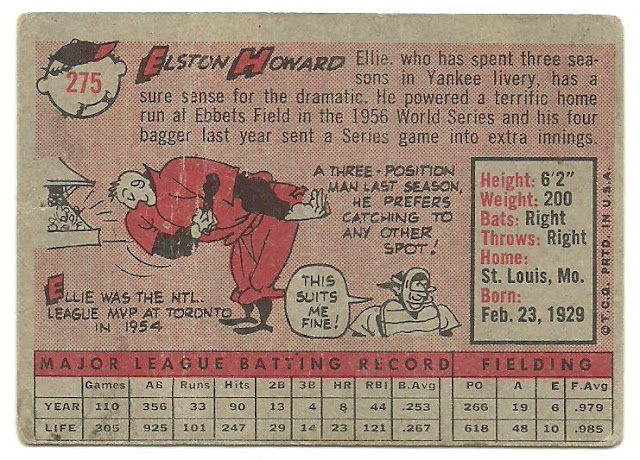 275
ELSTON HOWARD
Ellie, who has spent three sea-
sons in Yankee livery, has a
sure sense for the dramatic. He powered a terrific home
run at Ebbets Field in the 1956 World Series and his four
bagger last year sent a Series game into extra innings.
A THREE-POSITION
MAN LAST SEASON,
HE PREFERS
CATCHING TO
ANY OTHER
SPOT!
ELLIE WAS THE NTL.
LEAGUE MVP AT TORONTO
IN 1954
THIS
SUITS
ME
FINE!
Height: 6'2"
Weight: 200
Bats: Right
Throws: Right
Home:
St. Louis, Mo.
Born:
Feb. 23, 1929
© T.C.G. PRTD. IN U.S.A.
MAJOR LEAGUE BATTING RECORD FIELDING
Games AB Runs Hits 2B 3B HR RBI B.Avg PO A E F.Avg
YEAR 110 356 33 90 13 4 8 44 .253 266 19 6 .979
LIFE 305 925 101 247 29 14 23 121 .267 618 48 10 .985